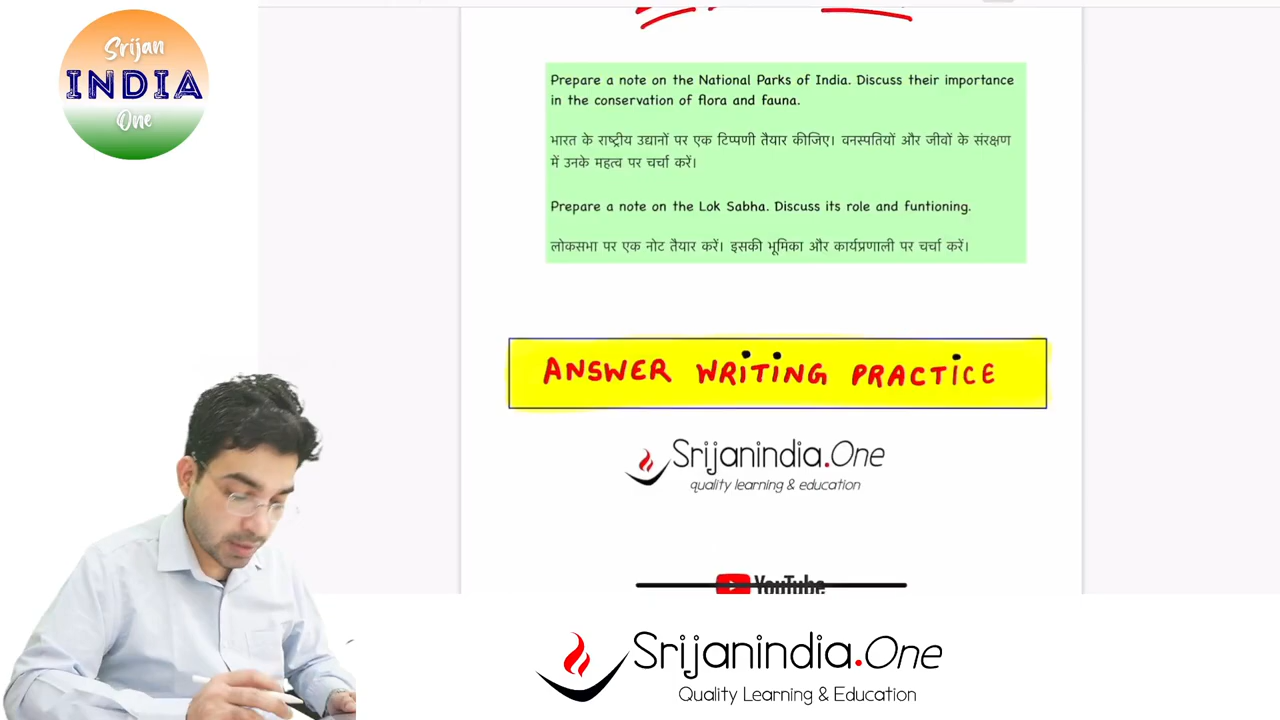 Srijan
INDIA
One
Prepare a note on the National Parks of India. Discuss their importance
in the conservation of flora and fauna.
भारत के राष्ट्रीय उद्यानों पर एक टिप्पणी तैयार कीजिए। वनस्पतियों और जीवों के संरक्षण
में उनके महत्व पर चर्चा करें।
Prepare a note on the Lok Sabha. Discuss its role and funtioning.
लोकसभा पर एक नोट तैयार करें। इसकी भूमिका और कार्यप्रणाली पर चर्चा करें।
ANSWER WRiTiNG PRACTiCE
Srijanindia.One
quality learning & education
YouTube
Srijanindia.One
Quality Learning & Education